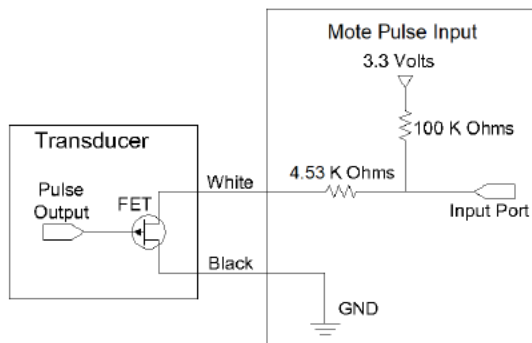 Mote Pulse Input
3.3 Volts
100 K Ohms
Transducer
Pulse
Output
FET
White
4.53 K Ohms
Input Port
Black
GND